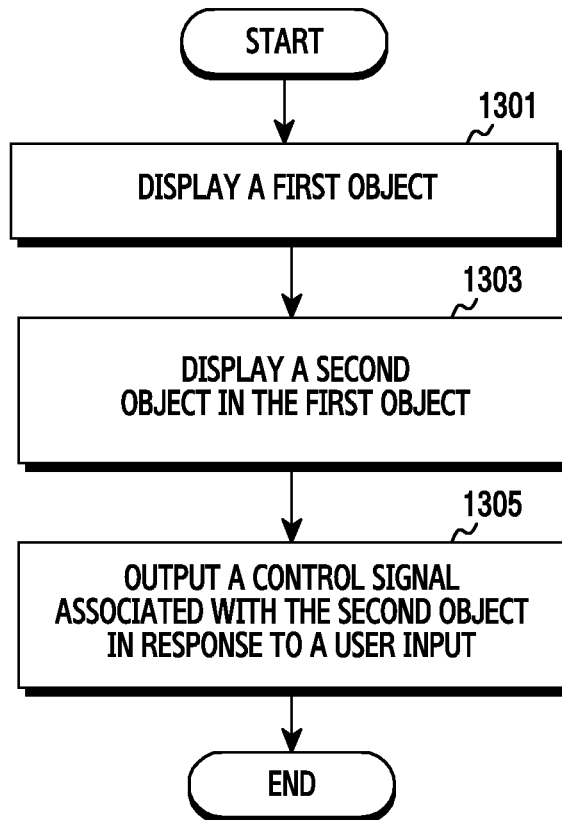 START
1301
DISPLAY A FIRST OBJECT
1303
DISPLAY A SECOND
OBJECT IN THE FIRST OBJECT
1305
OUTPUT A CONTROL SIGNAL
ASSOCIATED WITH THE SECOND OBJECT
IN RESPONSE TO A USER INPUT
END